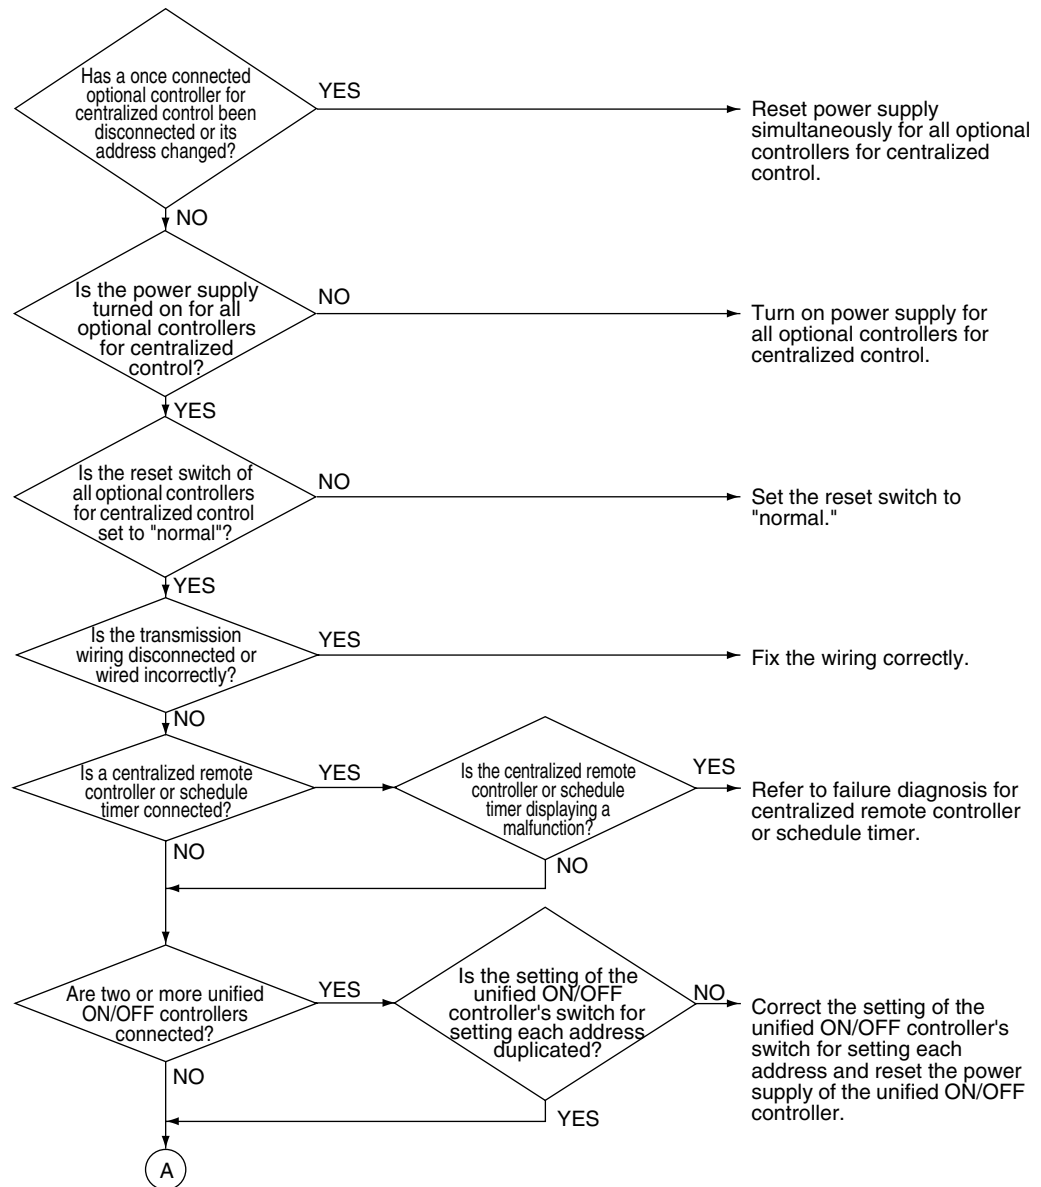 Has a once connected
optional controller for
centralized control been
disconnected or its
address changed?
YES
Reset power supply
simultaneously for all optional
controllers for centralized
control.
NO
Is the power supply
turned on for all
optional controllers
for centralized
control?
NO
Turn on power supply for
all optional controllers for
centralized control.
YES
Is the reset switch of
all optional controllers
for centralized control
set to "normal"?
NO
Set the reset switch to
"normal."
YES
Is the transmission
wiring disconnected or
wired incorrectly?
YES
Fix the wiring correctly.
NO
Is a centralized remote
controller or schedule
timer connected?
YES
Is the centralized remote
controller or schedule
timer displaying a
malfunction?
YES
Refer to failure diagnosis for
centralized remote controller
or schedule timer.
NO
NO
Are two or more unified
ON/OFF controllers
connected?
YES
Is the setting of the
unified ON/OFF
controller's switch for
setting each address
duplicated?
NO
Correct the setting of the
unified ON/OFF controller's
switch for setting each
address and reset the power
supply of the unified ON/OFF
controller.
NO
YES
A